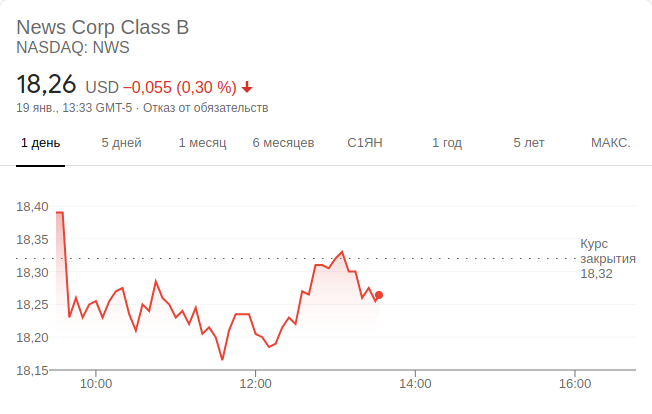 News Corp Class B
NASDAQ: NWS
18,26 USD −0,055 (0,30 %)
19 янв., 13:33 GMT-5 · Отказ от обязательств
1 день 5 дней 1 месяц 6 месяцев С1ЯН 1 год 5 лет МАКС.
18,40
18,35
18,30
18,25
18,20
18,15
Курс
закрытия
18,32
10:00 12:00 14:00 16:00